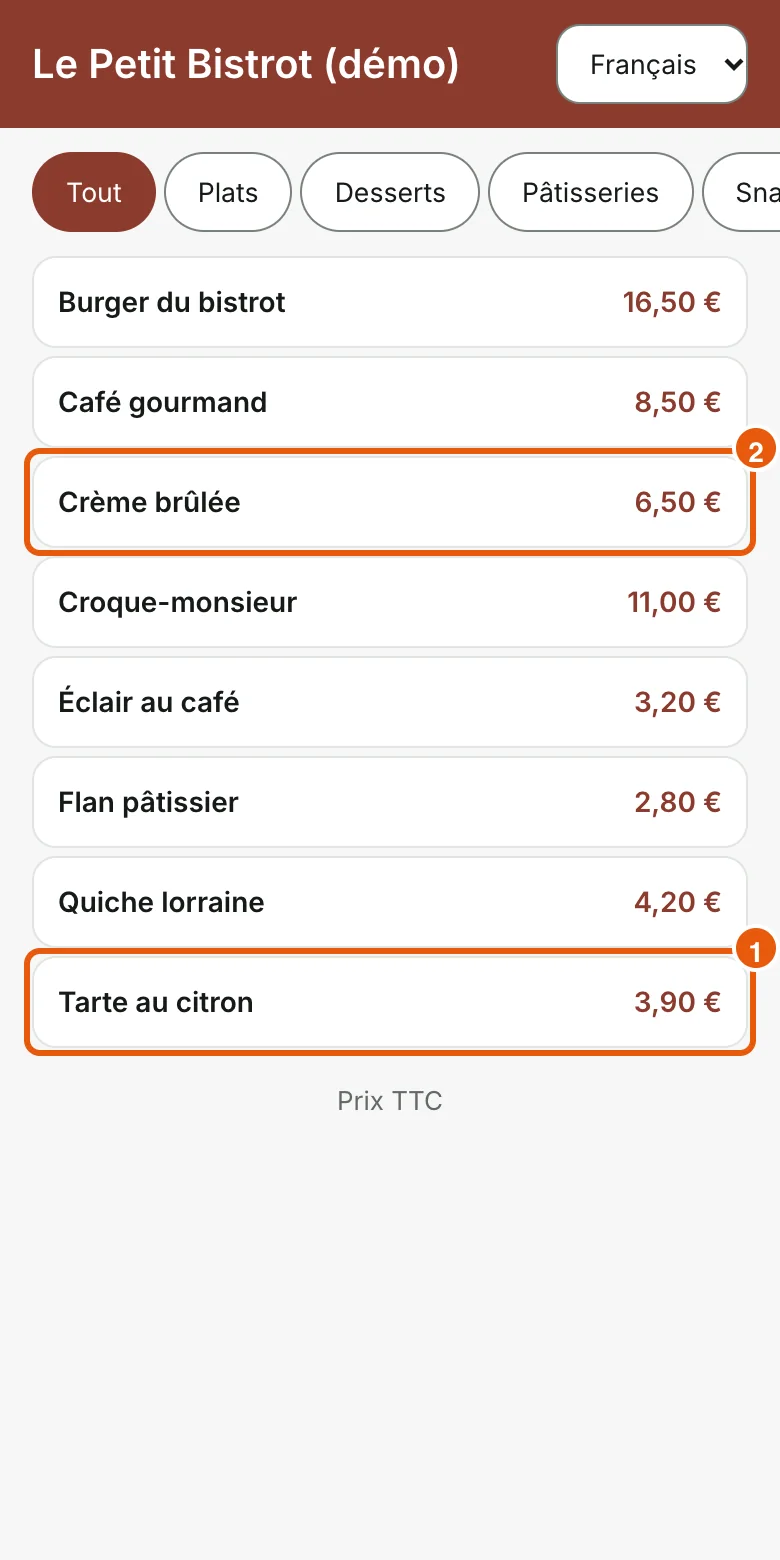 Le Petit Bistrot (démo)
Français
Tout
Plats
Desserts
Pâtisseries
Sna
Burger du bistrot 16,50 €
Café gourmand 8,50 €
2
Crème brûlée 6,50 €
Croque-monsieur 11,00 €
Éclair au café 3,20 €
Flan pâtissier 2,80 €
Quiche lorraine 4,20 €
1
Tarte au citron 3,90 €
Prix TTC